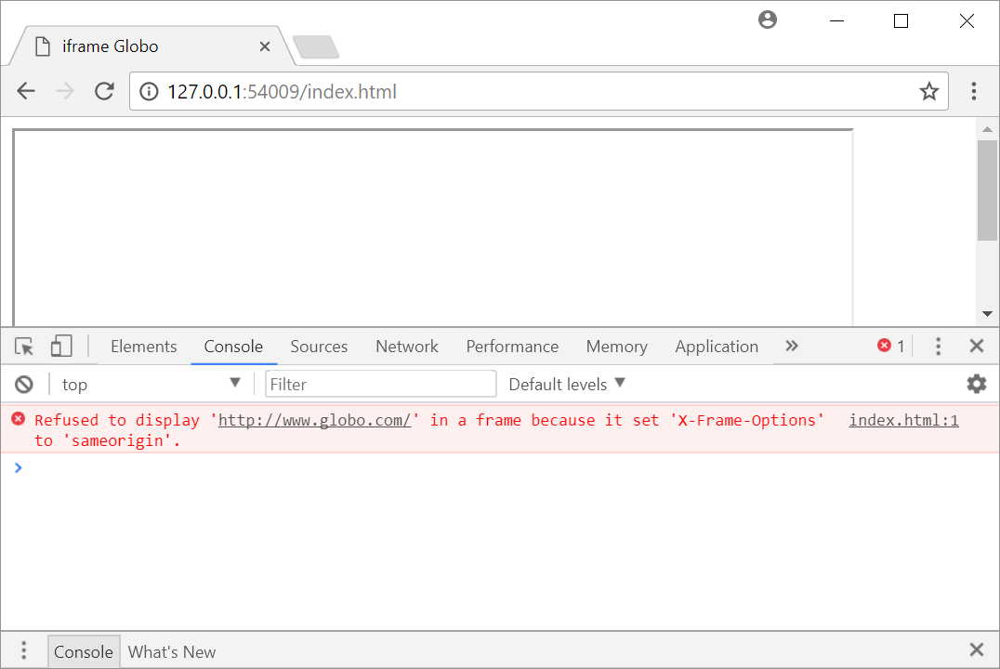 iframe Globo
127.0.0.1:54009/index.html
Elements Console Sources Network Performance Memory Application 1
top Filter Default levels
Refused to display 'http://www.globo.com/' in a frame because it set 'X-Frame-Options' index.html:1
to 'sameorigin'.
Console What's New